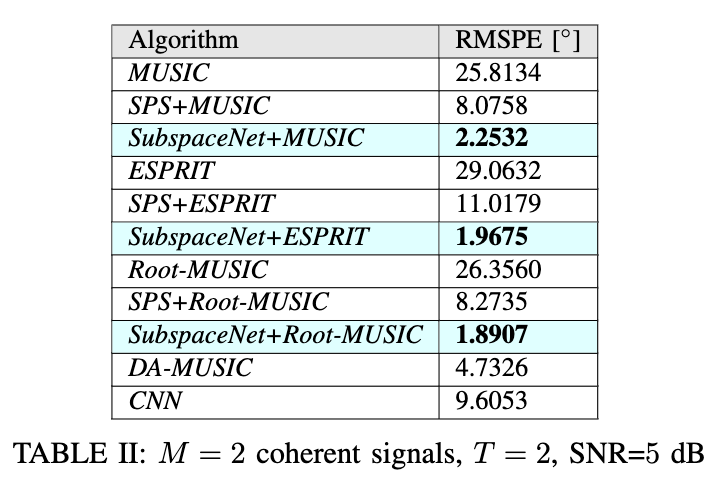 Algorithm RMSPE [°]
MUSIC 25.8134
SPS+MUSIC 8.0758
SubspaceNet+MUSIC 2.2532
ESPRIT 29.0632
SPS+ESPRIT 11.0179
SubspaceNet+ESPRIT 1.9675
Root-MUSIC 26.3560
SPS+Root-MUSIC 8.2735
SubspaceNet+Root-MUSIC 1.8907
DA-MUSIC 4.7326
CNN 9.6053
TABLE II: M = 2 coherent signals, T = 2, SNR=5 dB